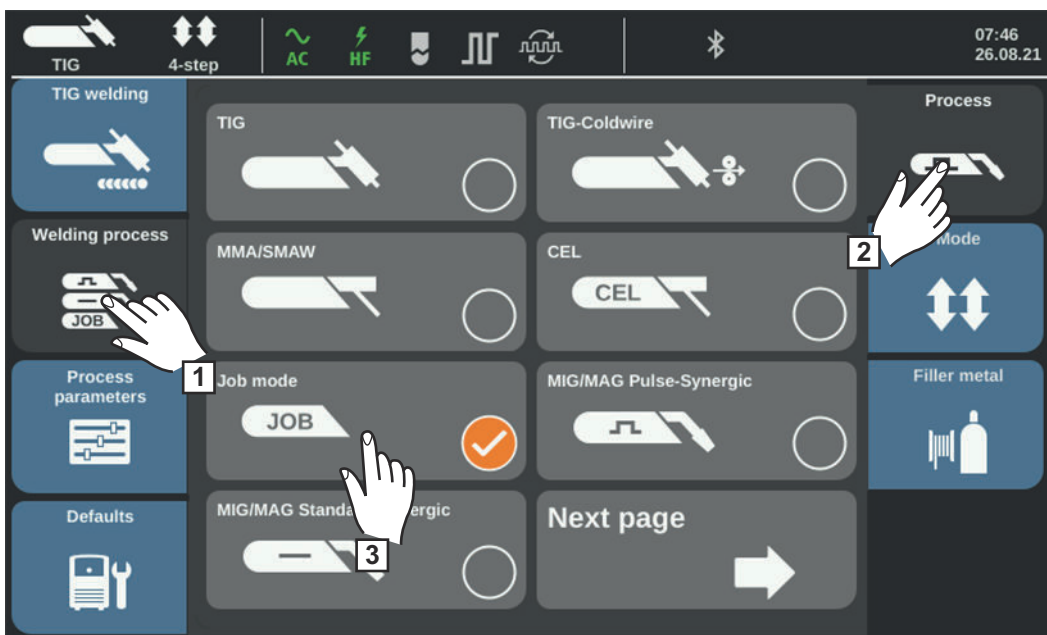 TIG
4-step
AC
HF
07:46
26.08.21
TIG welding
Welding process
JOB
Process
parameters
Defaults
TIG
TIG-Coldwire
MMA/SMAW
CEL
CEL
Job mode
JOB
MIG/MAG Pulse-Synergic
MIG/MAG ergic
Next page
Process
Mode
Filler metal
1
2
3